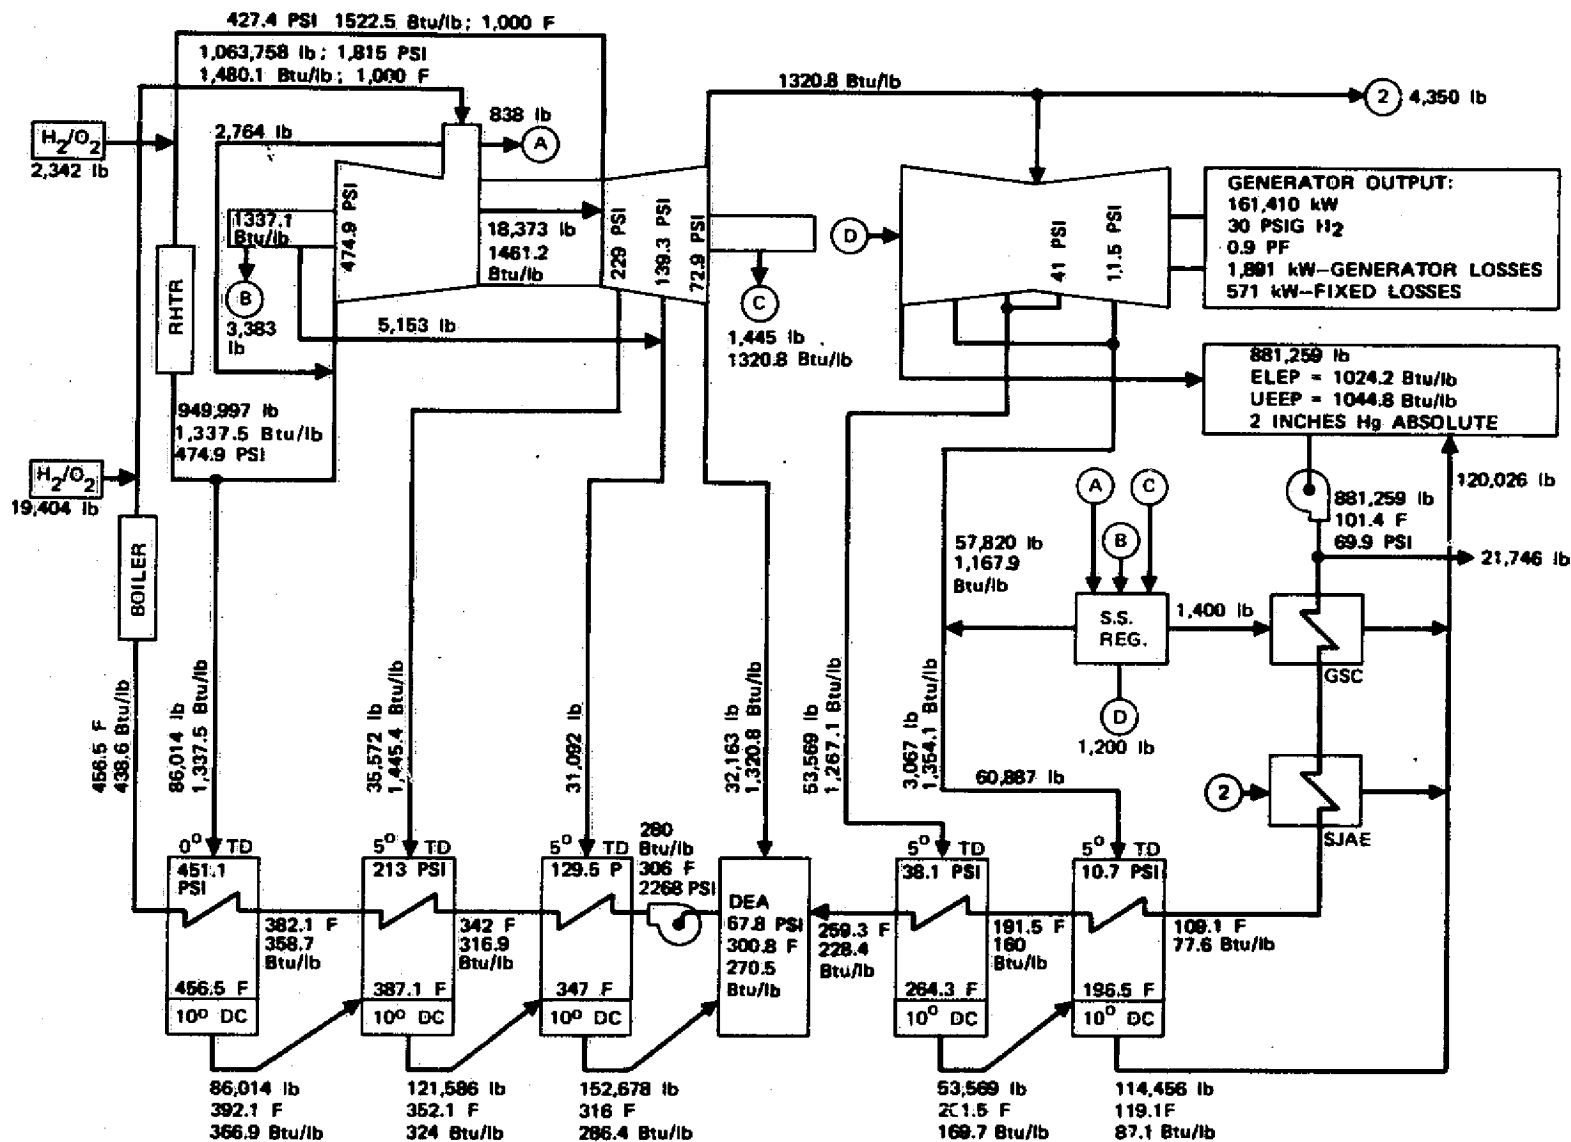 427.4 PSI 1522.5 Btu/lb; 1,000 F
1,063,758 lb; 1,815 PSI
1,480.1 Btu/lb; 1,000 F
1320.8 Btu/lb
2
4,350 lb
H2/O2
2,342 lb
2,764 lb
838 lb
A
474.9 PSI
1337.1
Btu/lb
B
3,383
lb
18,373 lb
1461.2
Btu/lb
229 PSI
139.3 PSI
72.9 PSI
C
1,445 lb
1320.8 Btu/lb
5,153 lb
D
41 PSI
11.5 PSI
GENERATOR OUTPUT:
161,410 kW
30 PSIG H2
0.9 PF
1,891 kW-GENERATOR LOSSES
571 kW-FIXED LOSSES
RHTR
949,997 lb
1,337.5 Btu/lb
474.9 PSI
881,259 lb
ELEP = 1024.2 Btu/lb
UEEP = 1044.8 Btu/lb
2 INCHES Hg ABSOLUTE
H2/O2
19,404 lb
BOILER
120,026 lb
881,259 lb
101.4 F
69.9 PSI
21,746 lb
A
B
C
57,820 lb
1,167.9
Btu/lb
S.S.
REG.
1,400 lb
GSC
D
1,200 lb
2
SJAE
456.5 F
438.6 Btu/lb
86,014 lb
1,337.5 Btu/lb
35,572 lb
1,445.4 Btu/lb
31,092 lb
32,163 lb
1,320.8 Btu/lb
53,569 lb
1,267.1 Btu/lb
3,067 lb
1,354.1 Btu/lb
60,887 lb
0° TD
451.1
PSI
456.5 F
10° DC
382.1 F
358.7
Btu/lb
5° TD
213 PSI
387.1 F
10° DC
342 F
316.9
Btu/lb
5° TD
129.5 P
347 F
10° DC
280
Btu/lb
306 F
2268 PSI
DEA
67.8 PSI
300.8 F
270.5
Btu/lb
259.3 F
228.4
Btu/lb
5° TD
38.1 PSI
264.3 F
10° DC
191.5 F
160
Btu/lb
5° TD
10.7 PSI
196.5 F
10° DC
109.1 F
77.6 Btu/lb
86,014 lb
392.1 F
366.9 Btu/lb
121,586 lb
352.1 F
324 Btu/lb
152,678 lb
316 F
286.4 Btu/lb
53,569 lb
F
169.7 Btu/lb
114,456 lb
119.1F
87.1 Btu/lb